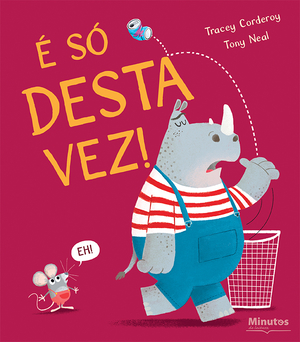 Tracey Corderoy
Tony Neal
É SÓ
DESTA
VEZ!
EH!
Minutos